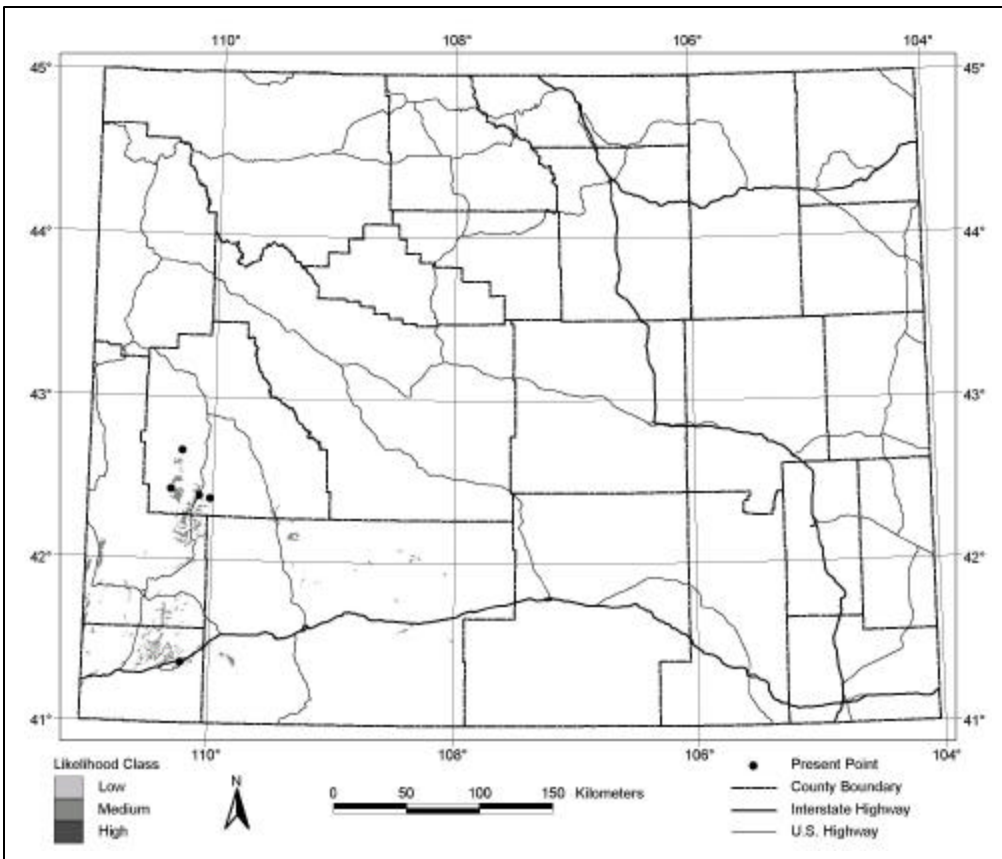 110° 108° 106° 104°
45° 45°
44° 44°
43° 43°
42° 42°
41° 41°
110° 108° 106° 104°
Likelihood Class
Low
Medium
High
N
0 50 100 150 Kilometers
Present Point
County Boundary
Interstate Highway
U.S. Highway